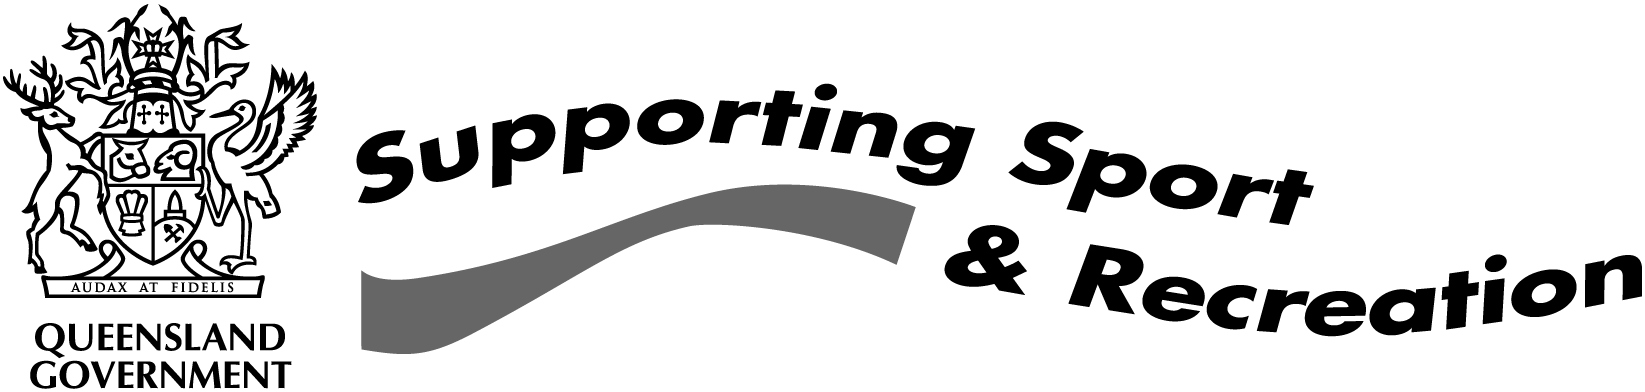 AUDAX AT FIDELIS
QUEENSLAND
GOVERNMENT
Supporting Sport
& Recreation